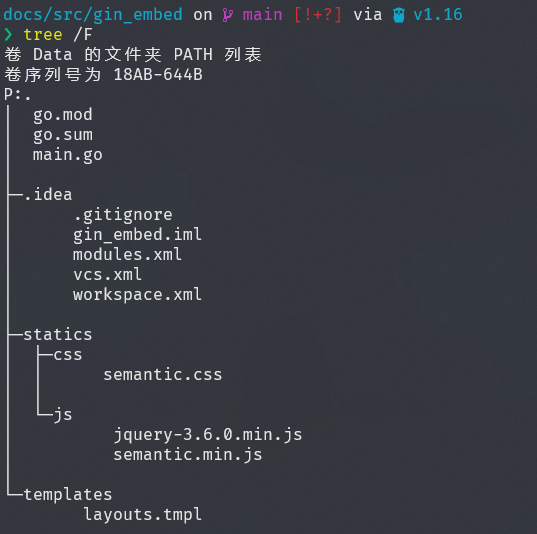 docs/src/gin_embed on main [!+?] via v1.16
❯ tree /F
卷 Data 的文件夹 PATH 列表
卷序列号为 18AB-644B
P:.
│  go.mod
│  go.sum
│  main.go
│
├─.idea
│      .gitignore
│      gin_embed.iml
│      modules.xml
│      vcs.xml
│      workspace.xml
│
├─statics
│  ├─css
│  │      semantic.css
│  │
│  └─js
│          jquery-3.6.0.min.js
│          semantic.min.js
│
└─templates
        layouts.tmpl